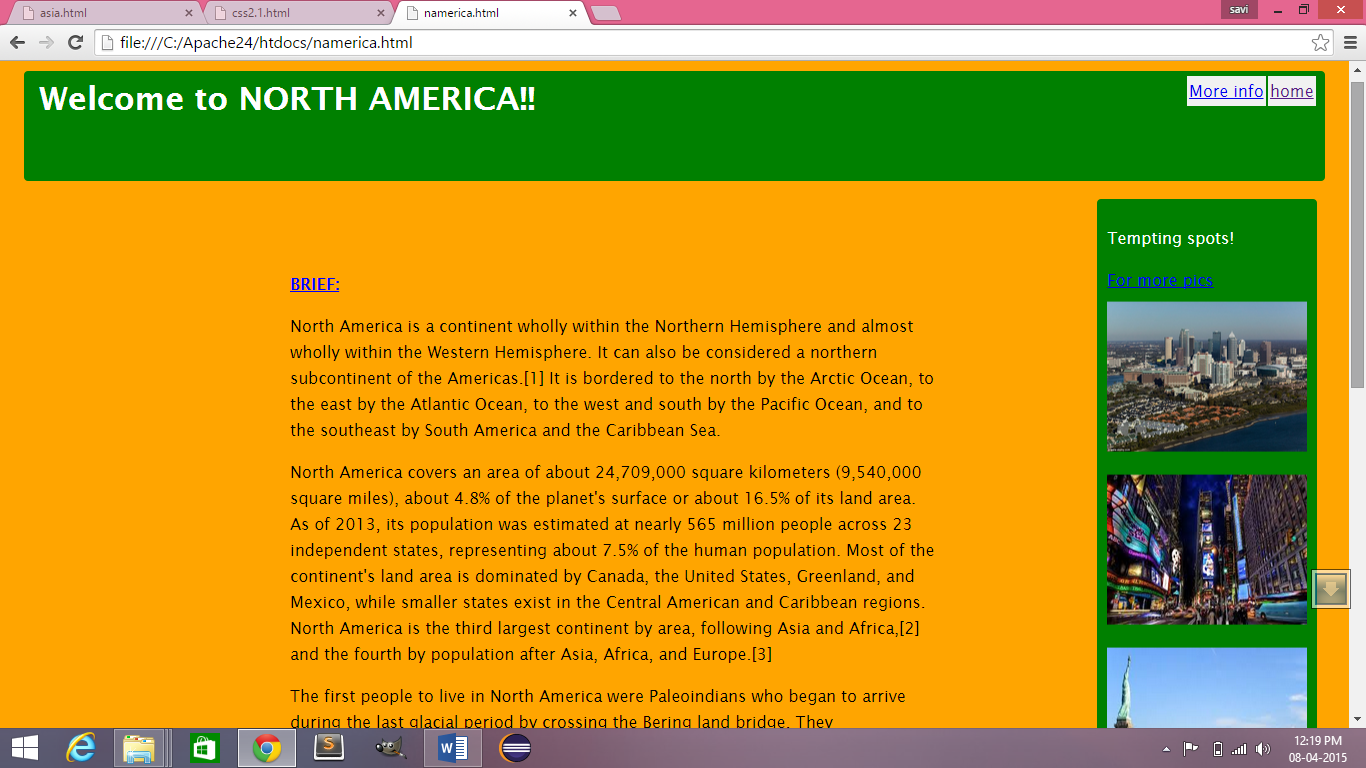 asia.html
css2.1.html
namerica.html
savi
file:///C:/Apache24/htdocs/namerica.html
Welcome to NORTH AMERICA!!
More info home
Tempting spots!
For more pics
BRIEF:
North America is a continent wholly within the Northern Hemisphere and almost
wholly within the Western Hemisphere. It can also be considered a northern
subcontinent of the Americas.[1] It is bordered to the north by the Arctic Ocean, to
the east by the Atlantic Ocean, to the west and south by the Pacific Ocean, and to
the southeast by South America and the Caribbean Sea.
North America covers an area of about 24,709,000 square kilometers (9,540,000
square miles), about 4.8% of the planet's surface or about 16.5% of its land area.
As of 2013, its population was estimated at nearly 565 million people across 23
independent states, representing about 7.5% of the human population. Most of the
continent's land area is dominated by Canada, the United States, Greenland, and
Mexico, while smaller states exist in the Central American and Caribbean regions.
North America is the third largest continent by area, following Asia and Africa,[2]
and the fourth by population after Asia, Africa, and Europe.[3]
The first people to live in North America were Paleoindians who began to arrive
during the last glacial period by crossing the Bering land bridge. They
12:19 PM
08-04-2015